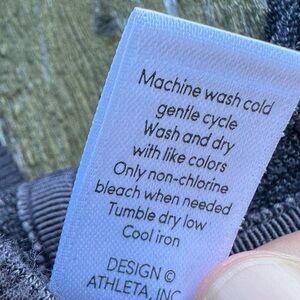 Machine wash cold
gentle cycle
Wash and dry
with like colors
Only non-chlorine
bleach when needed
Tumble dry low
Cool iron
DESIGN ©
ATHLETA, INC